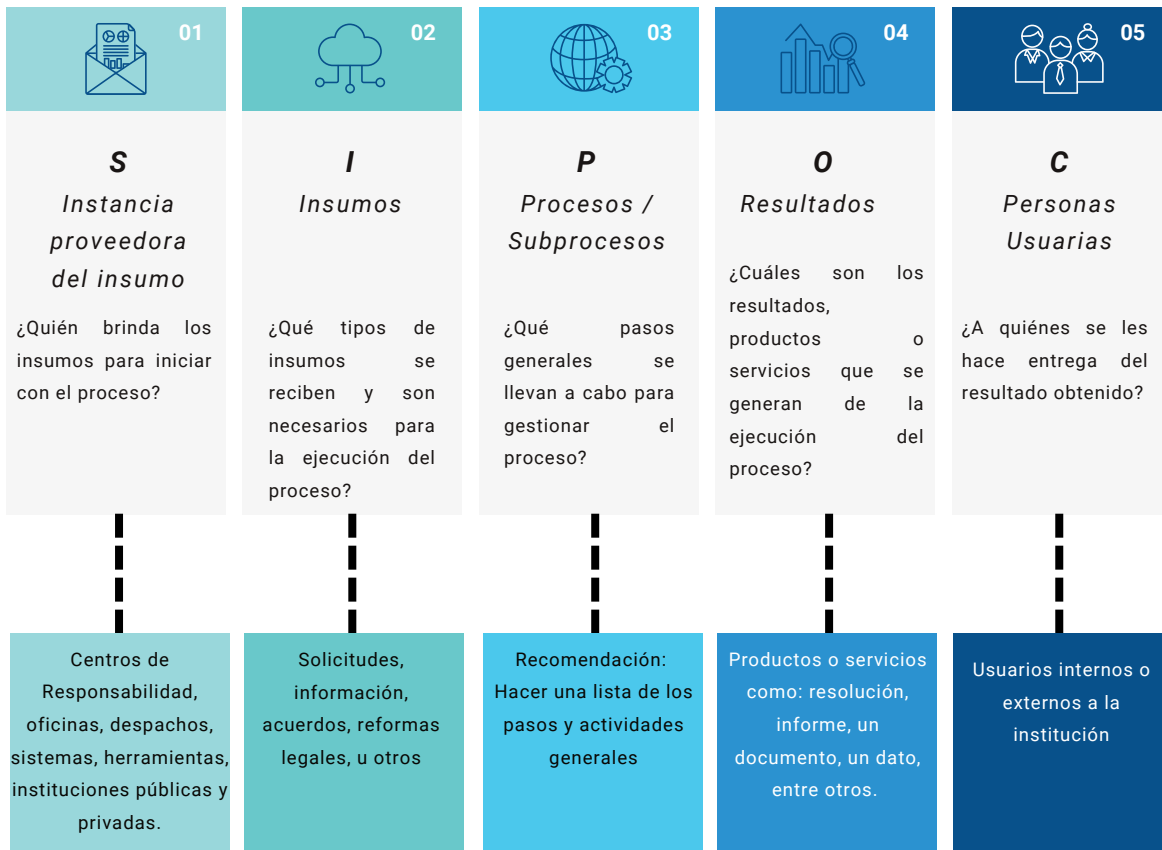 01
S
Instancia
proveedora
del insumo
¿Quién brinda los
insumos para iniciar
con el proceso?
Centros de
Responsabilidad,
oficinas, despachos,
sistemas, herramientas,
instituciones públicas y
privadas.
02
I
Insumos
¿Qué tipos de
insumos se
reciben y son
necesarios para
la ejecución del
proceso?
Solicitudes,
información,
acuerdos, reformas
legales, u otros
03
P
Procesos /
Subprocesos
¿Qué pasos
generales se
llevan a cabo para
gestionar el
proceso?
Recomendación:
Hacer una lista de los
pasos y actividades
generales
04
O
Resultados
¿Cuáles son los
resultados,
productos o
servicios que se
generan de la
ejecución del
proceso?
Productos o servicios
como: resolución,
informe, un
documento, un dato,
entre otros.
05
C
Personas
Usuarias
¿A quiénes se les
hace entrega del
resultado obtenido?
Usuarios internos o
externos a la
institución